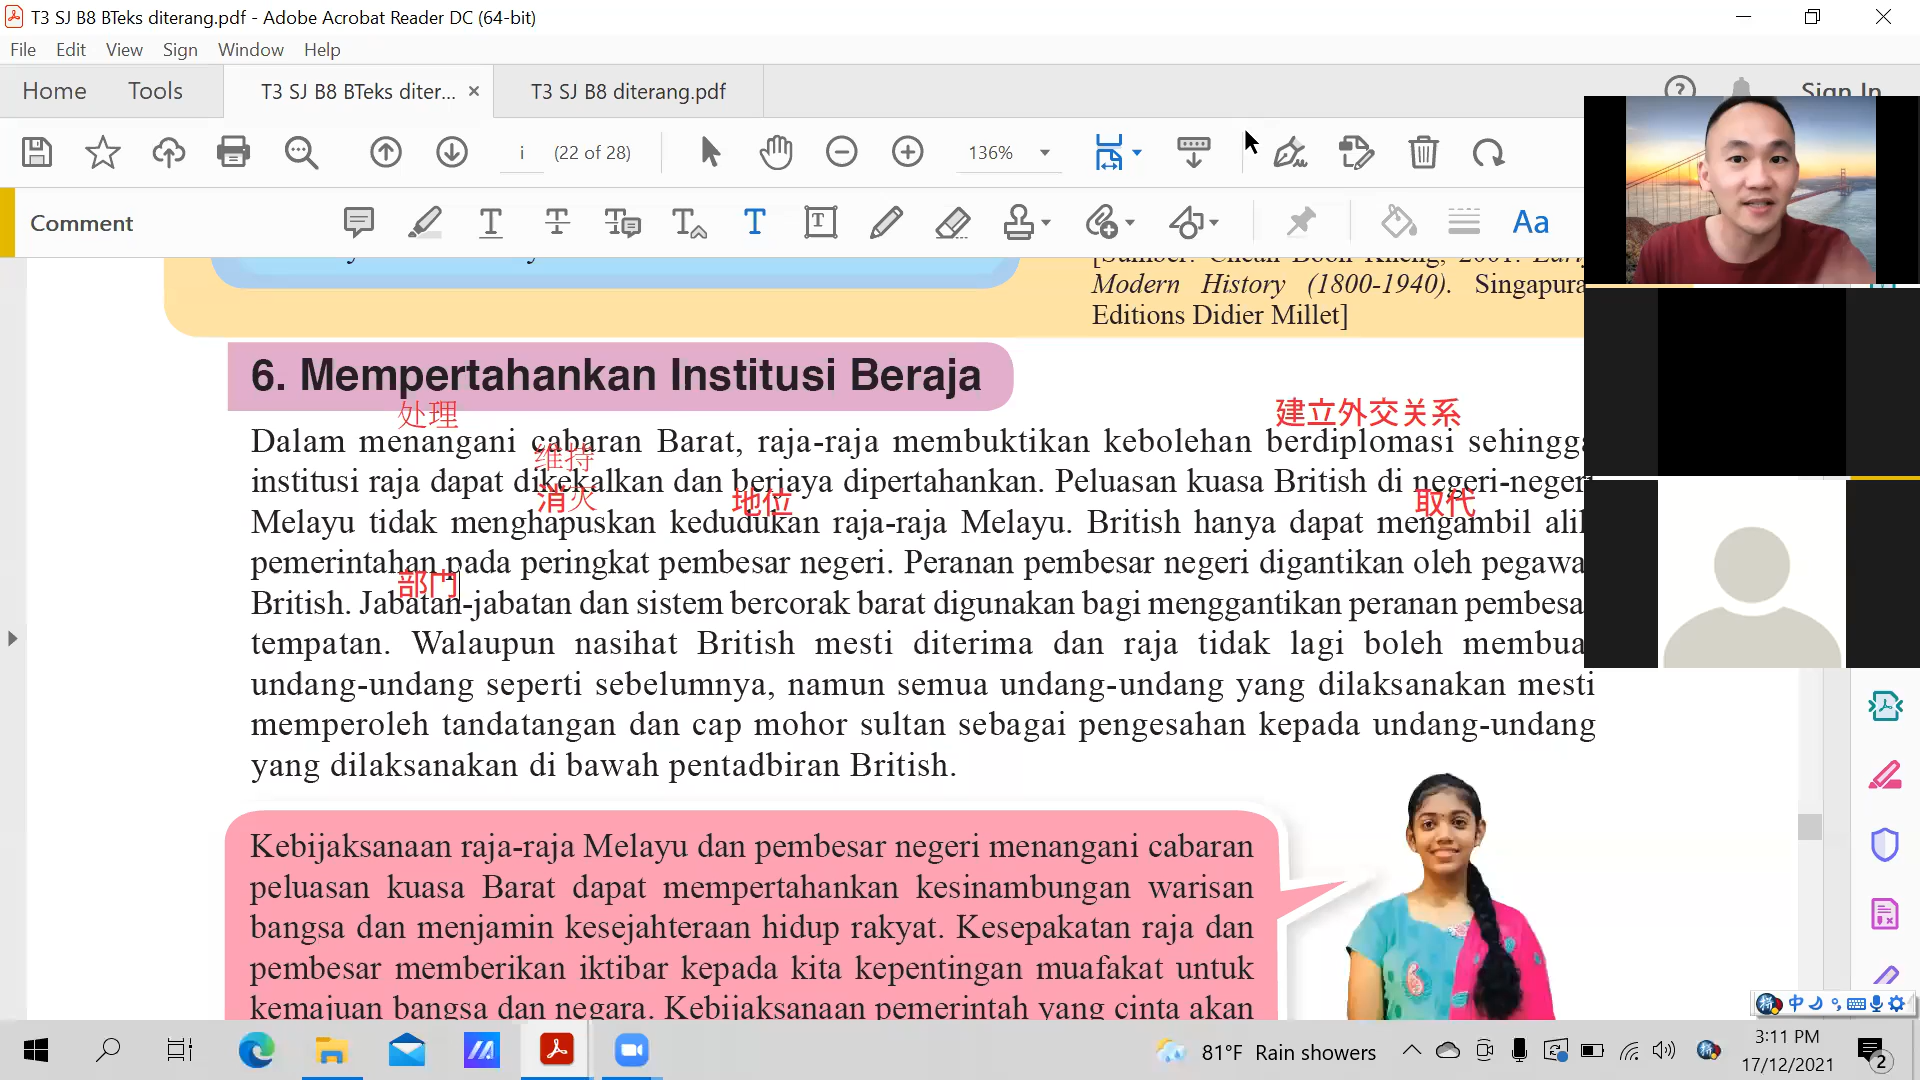 T3 SJ B8 BTeks diterang.pdf - Adobe Acrobat Reader DC (64-bit)
File Edit View Sign Window Help
Home Tools T3 SJ B8 BTeks diter... × T3 SJ B8 diterang.pdf Sign In
i (22 of 28) 136%
Comment Aa
Modern History (1800-1940). Singapura
Editions Didier Millet]
6. Mempertahankan Institusi Beraja
处理 建立外交关系
Dalam menangani cabaran Barat, raja-raja membuktikan kebolehan berdiplomasi sehingga
维持
institusi raja dapat dikekalkan dan berjaya dipertahankan. Peluasan kuasa British di negeri-negeri
消灭 地位 取代
Melayu tidak menghapuskan kedudukan raja-raja Melayu. British hanya dapat mengambil alih
pemerintahan pada peringkat pembesar negeri. Peranan pembesar negeri digantikan oleh pegawai
部门
British. Jabatan-jabatan dan sistem bercorak barat digunakan bagi menggantikan peranan pembesar
tempatan. Walaupun nasihat British mesti diterima dan raja tidak lagi boleh membuat
undang-undang seperti sebelumnya, namun semua undang-undang yang dilaksanakan mesti
memperoleh tandatangan dan cap mohor sultan sebagai pengesahan kepada undang-undang
yang dilaksanakan di bawah pentadbiran British.
Kebijaksanaan raja-raja Melayu dan pembesar negeri menangani cabaran
peluasan kuasa Barat dapat mempertahankan kesinambungan warisan
bangsa dan menjamin kesejahteraan hidup rakyat. Kesepakatan raja dan
pembesar memberikan iktibar kepada kita kepentingan muafakat untuk
kemajuan bangsa dan negara. Kebijaksanaan pemerintah yang cinta akan
拼 中
81°F Rain showers
3:11 PM
17/12/2021
2